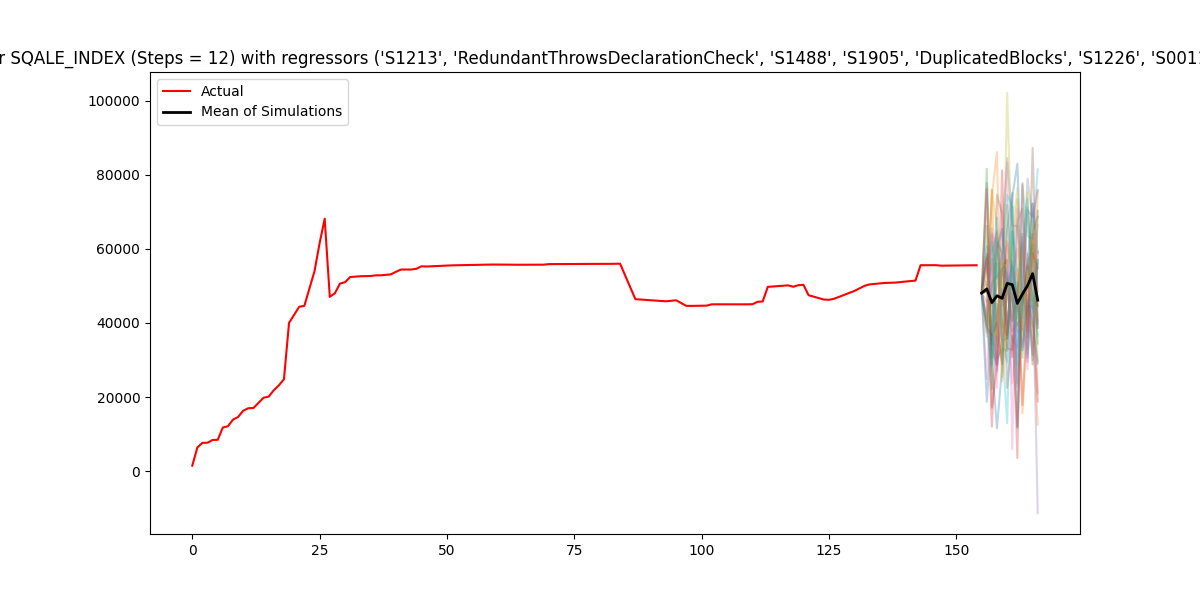 r SQALE_INDEX (Steps = 12) with regressors ('S1213', 'RedundantThrowsDeclarationCheck', 'S1488', 'S1905', 'DuplicatedBlocks', 'S1226', 'S0011
Actual
Mean of Simulations
100000
80000
60000
40000
20000
0
0 25 50 75 100 125 150